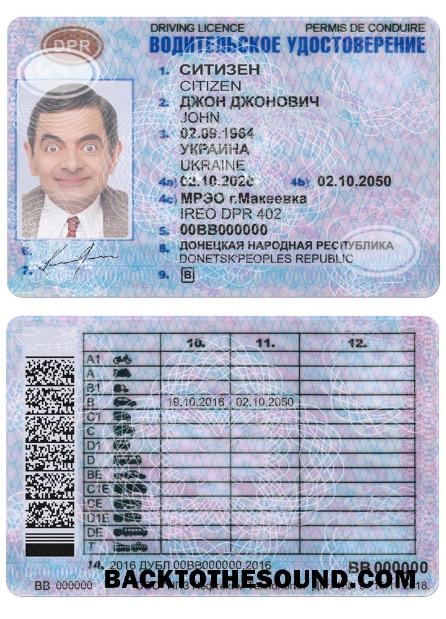 DRIVING LICENCE PERMIS DE CONDUIRE
DPR ВОДИТЕЛЬСКОЕ УДОСТОВЕРЕНИЕ
1. СИТИЗЕН
CITIZEN
2. ДЖОН ДЖОНОВИЧ
JOHN
3. 02.09.1964
УКРАИНА
UKRAINE
4a) 02.10.2020 4b) 02.10.2050
4c) МРЭО г.Макеевка
IREO DPR 402
5. 00BB000000
8. ДОНЕЦКАЯ НАРОДНАЯ РЕСПУБЛИКА
DONETSK'PEOPLES REPUBLIC
6.
7.
9. B
10. 11. 12.
A1
A
B1
B 19.10.2016 02.10.2050
C1
C
D1
D
BE
C1E
CE
D1E
DE
T
14. 2016 ДУБЛ 00BB000000,2016
BB 000000
BB 000000
BACKTOTHESOUND.COM